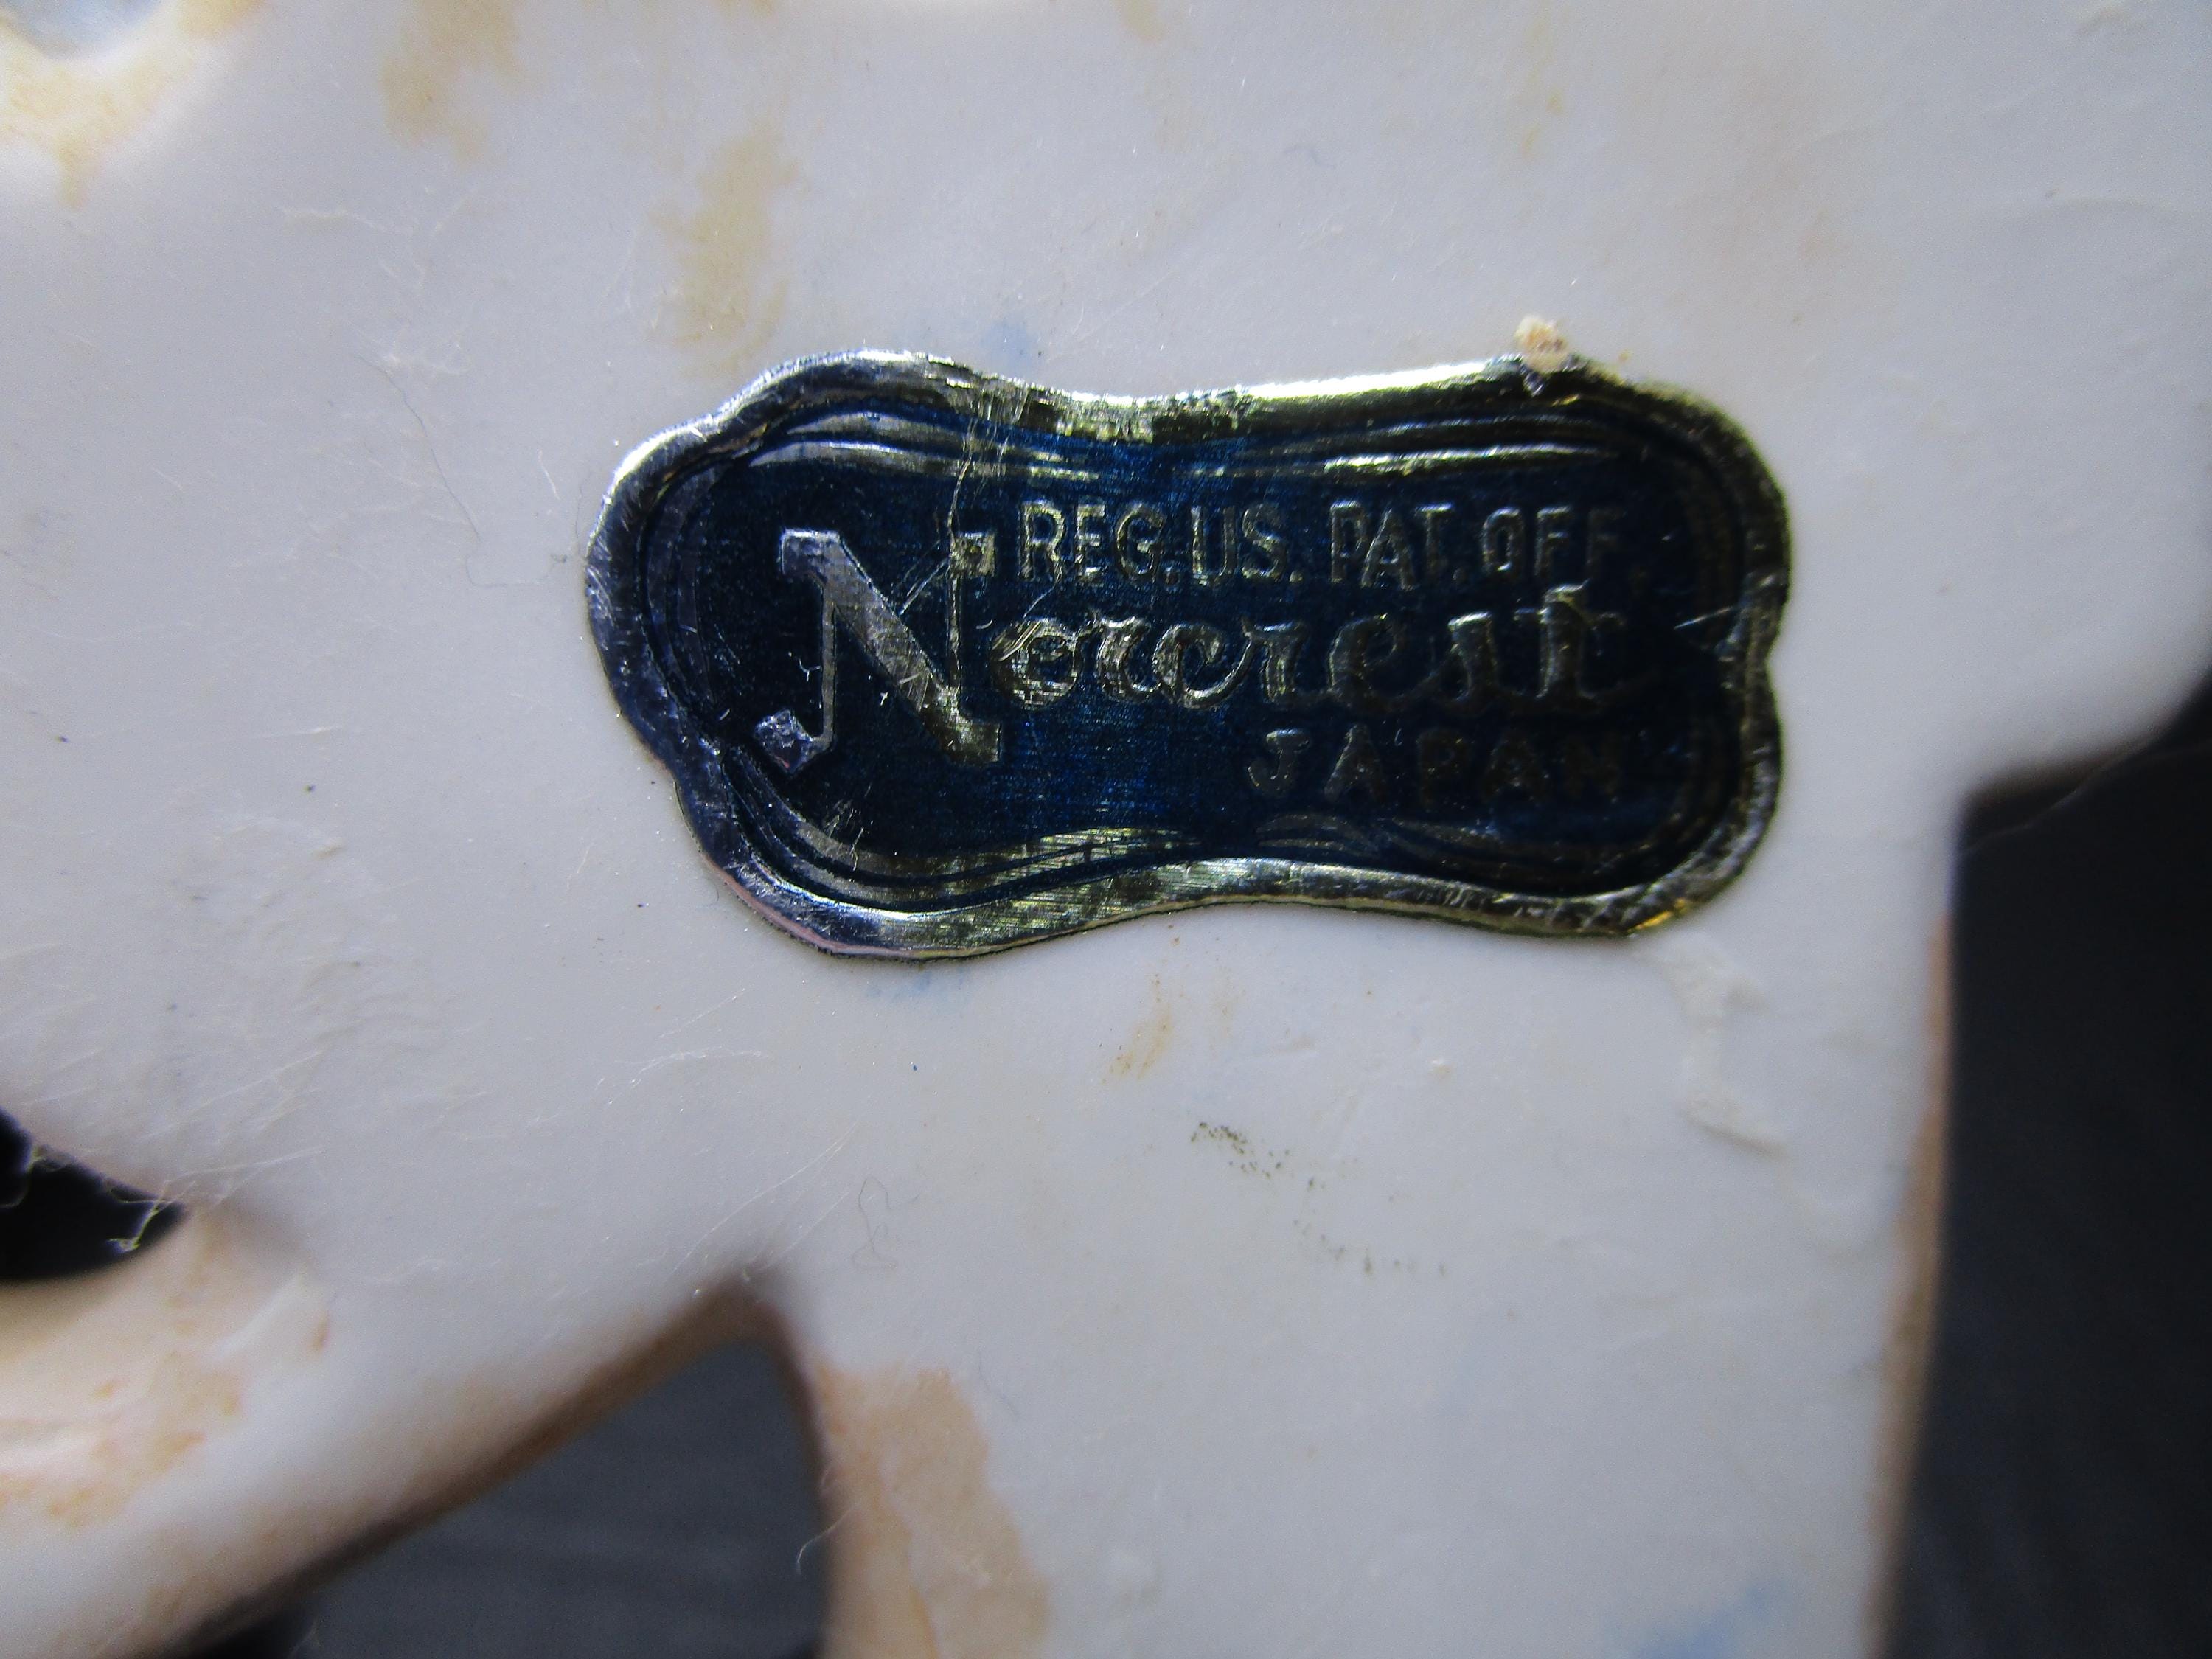 REG. US. PAT. OFF.
Norcrest
JAPAN